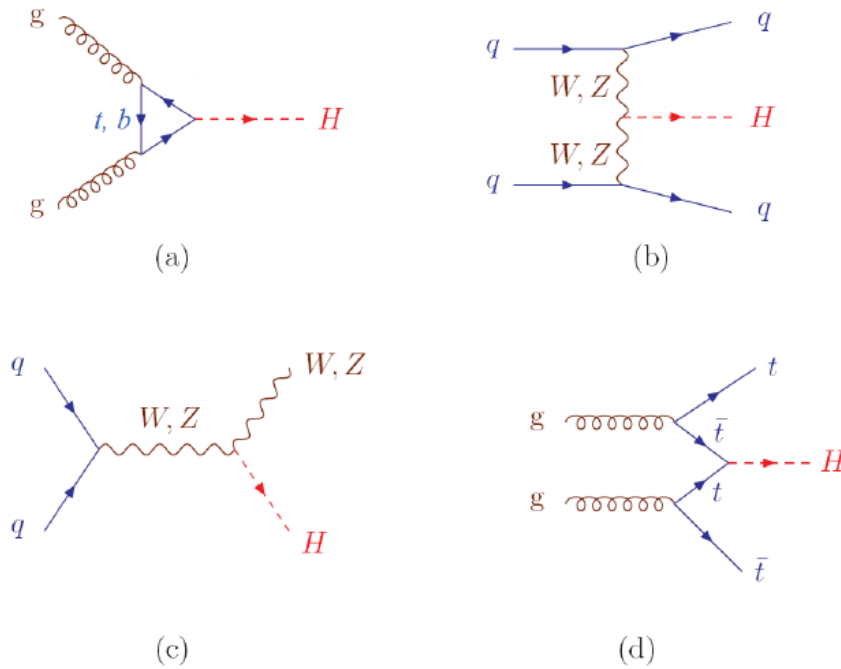 g
t, b
H
g
(a)
q
q
W, Z
H
W, Z
q
q
(b)
q
W, Z
W, Z
q
H
(c)
t
g
t̄
H
g
t
t̄
(d)